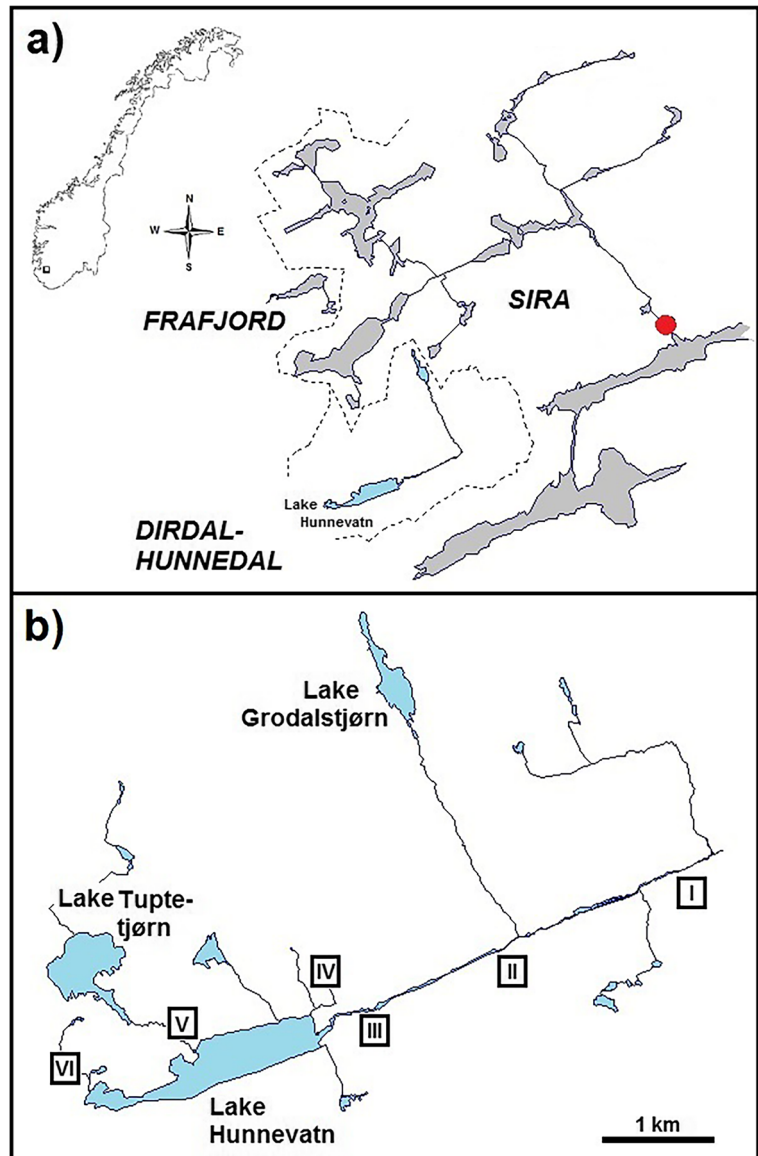 a)
N
W E
S
FRAFJORD
SIRA
Lake
Hunnevatn
DIRDAL-
HUNNEDAL
b)
Lake
Grodalstjørn
Lake Tupte-
tjørn
I
II
III
IV
V
VI
Lake
Hunnevatn
1 km